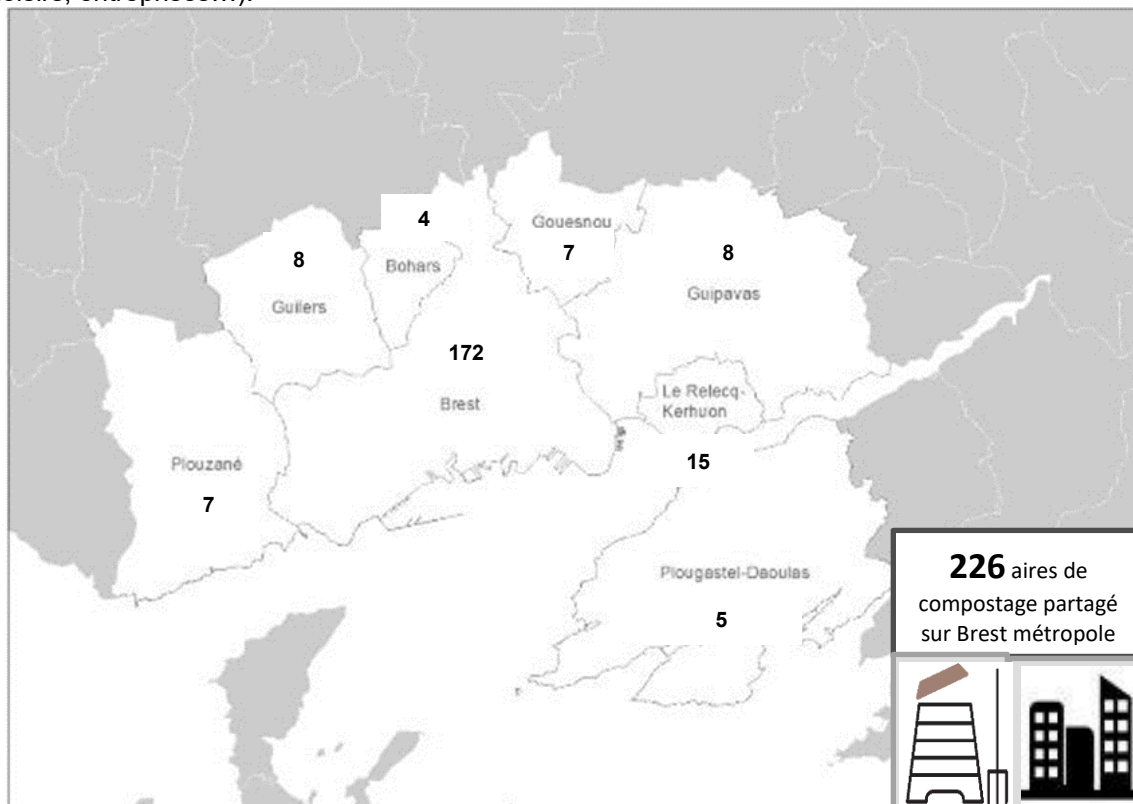 4
Gouesnou
7
8
Bohars
8
Guilers
Guipavas
172
Le Relecq-
Kerhuon
Brest
15
Plouzané
7
Plougastel-Daoulas
5
226 aires de
compostage partagé
sur Brest métropole